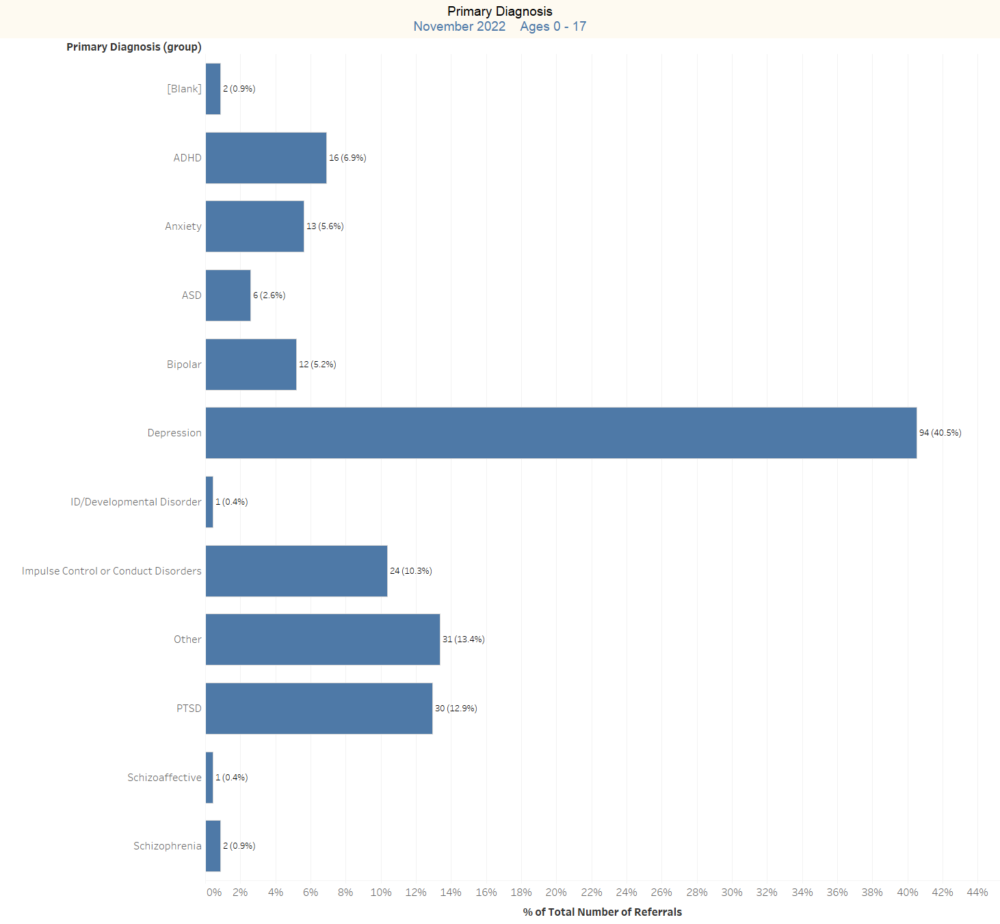 Primary Diagnosis
November 2022 Ages 0 - 17
Primary Diagnosis (group)
[Blank] 2 (0.9%)
ADHD 16 (6.9%)
Anxiety 13 (5.6%)
ASD 6 (2.6%)
Bipolar 12 (5.2%)
Depression 94 (40.5%)
ID/Developmental Disorder 1 (0.4%)
Impulse Control or Conduct Disorders 24 (10.3%)
Other 31 (13.4%)
PTSD 30 (12.9%)
Schizoaffective 1 (0.4%)
Schizophrenia 2 (0.9%)
0% 2% 4% 6% 8% 10% 12% 14% 16% 18% 20% 22% 24% 26% 28% 30% 32% 34% 36% 38% 40% 42% 44%
% of Total Number of Referrals